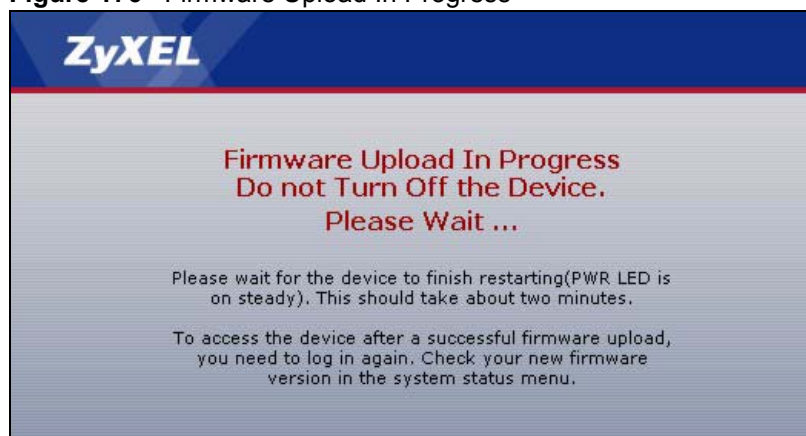 Firmware Upload In Progress
ZyXEL
Firmware Upload In Progress
Do not Turn Off the Device.
Please Wait ...
Please wait for the device to finish restarting(PWR LED is
on steady). This should take about two minutes.
To access the device after a successful firmware upload,
you need to log in again. Check your new firmware
version in the system status menu.